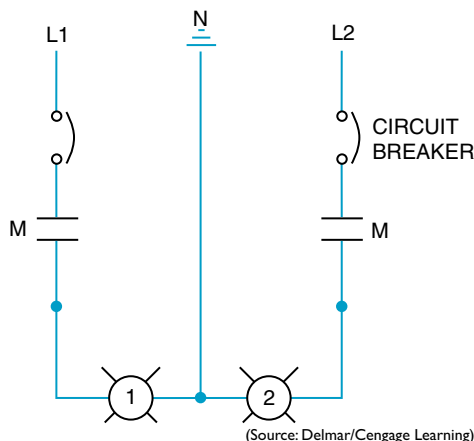 L1
N
L2
CIRCUIT
BREAKER
M
M
1
2
(Source: Delmar/Cengage Learning)